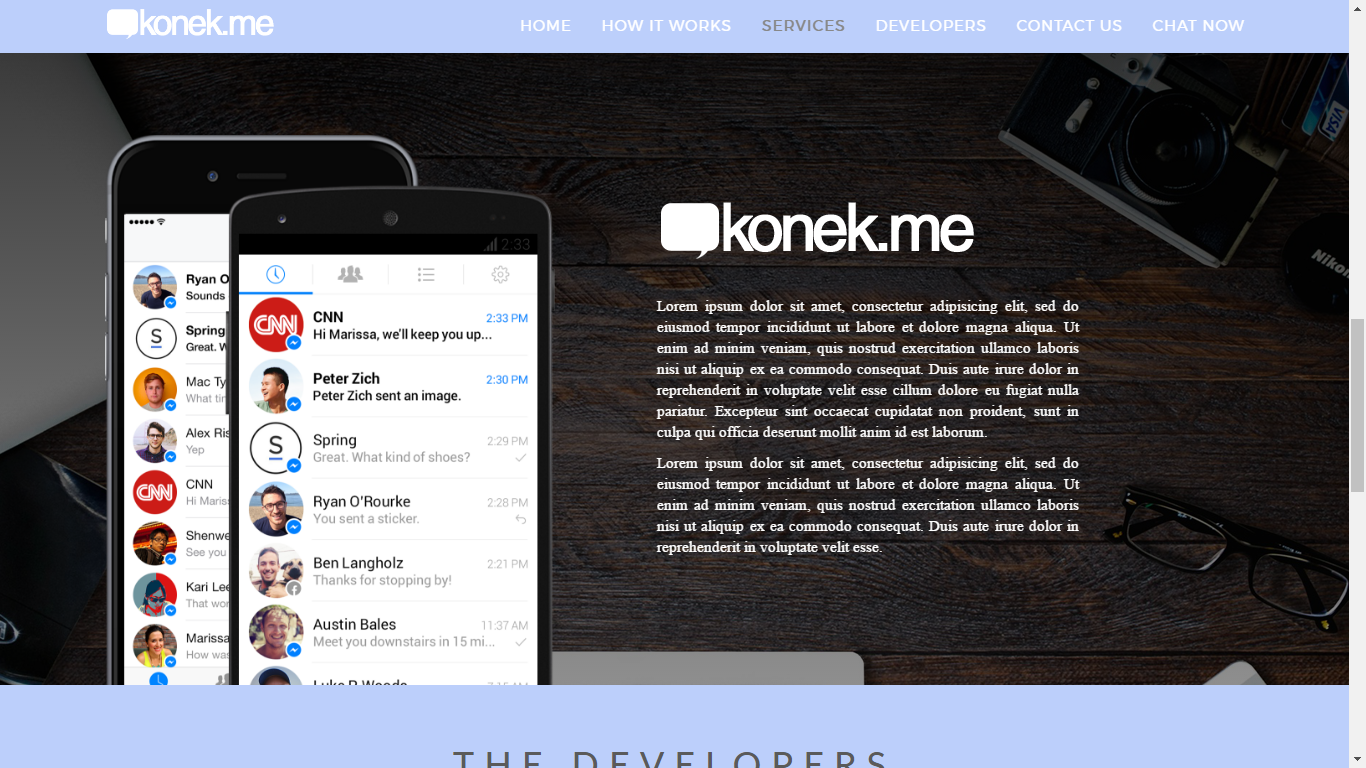 konek.me
HOME HOW IT WORKS SERVICES DEVELOPERS CONTACT US CHAT NOW
VISA
Nikon
2:33
Ryan O
Sounds
Spring
Great. W
Mac Ty
What tin
Alex Ris
Yep
CNN
Hi Maris
Shenwe
See you
Kari Lee
That wor
Marissa
How was
CNN 2:33 PM
Hi Marissa, we'll keep you up...
Peter Zich 2:30 PM
Peter Zich sent an image.
Spring 2:29 PM
Great. What kind of shoes?
Ryan O'Rourke 2:28 PM
You sent a sticker.
Ben Langholz 2:21 PM
Thanks for stopping by!
Austin Bales 11:37 AM
Meet you downstairs in 15 mi...
konek.me
Lorem ipsum dolor sit amet, consectetur adipisicing elit, sed do
eiusmod tempor incididunt ut labore et dolore magna aliqua. Ut
enim ad minim veniam, quis nostrud exercitation ullamco laboris
nisi ut aliquip ex ea commodo consequat. Duis aute irure dolor in
reprehenderit in voluptate velit esse cillum dolore eu fugiat nulla
pariatur. Excepteur sint occaecat cupidatat non proident, sunt in
culpa qui officia deserunt mollit anim id est laborum.
Lorem ipsum dolor sit amet, consectetur adipisicing elit, sed do
eiusmod tempor incididunt ut labore et dolore magna aliqua. Ut
enim ad minim veniam, quis nostrud exercitation ullamco laboris
nisi ut aliquip ex ea commodo consequat. Duis aute irure dolor in
reprehenderit in voluptate velit esse.
THE DEVELOPERS